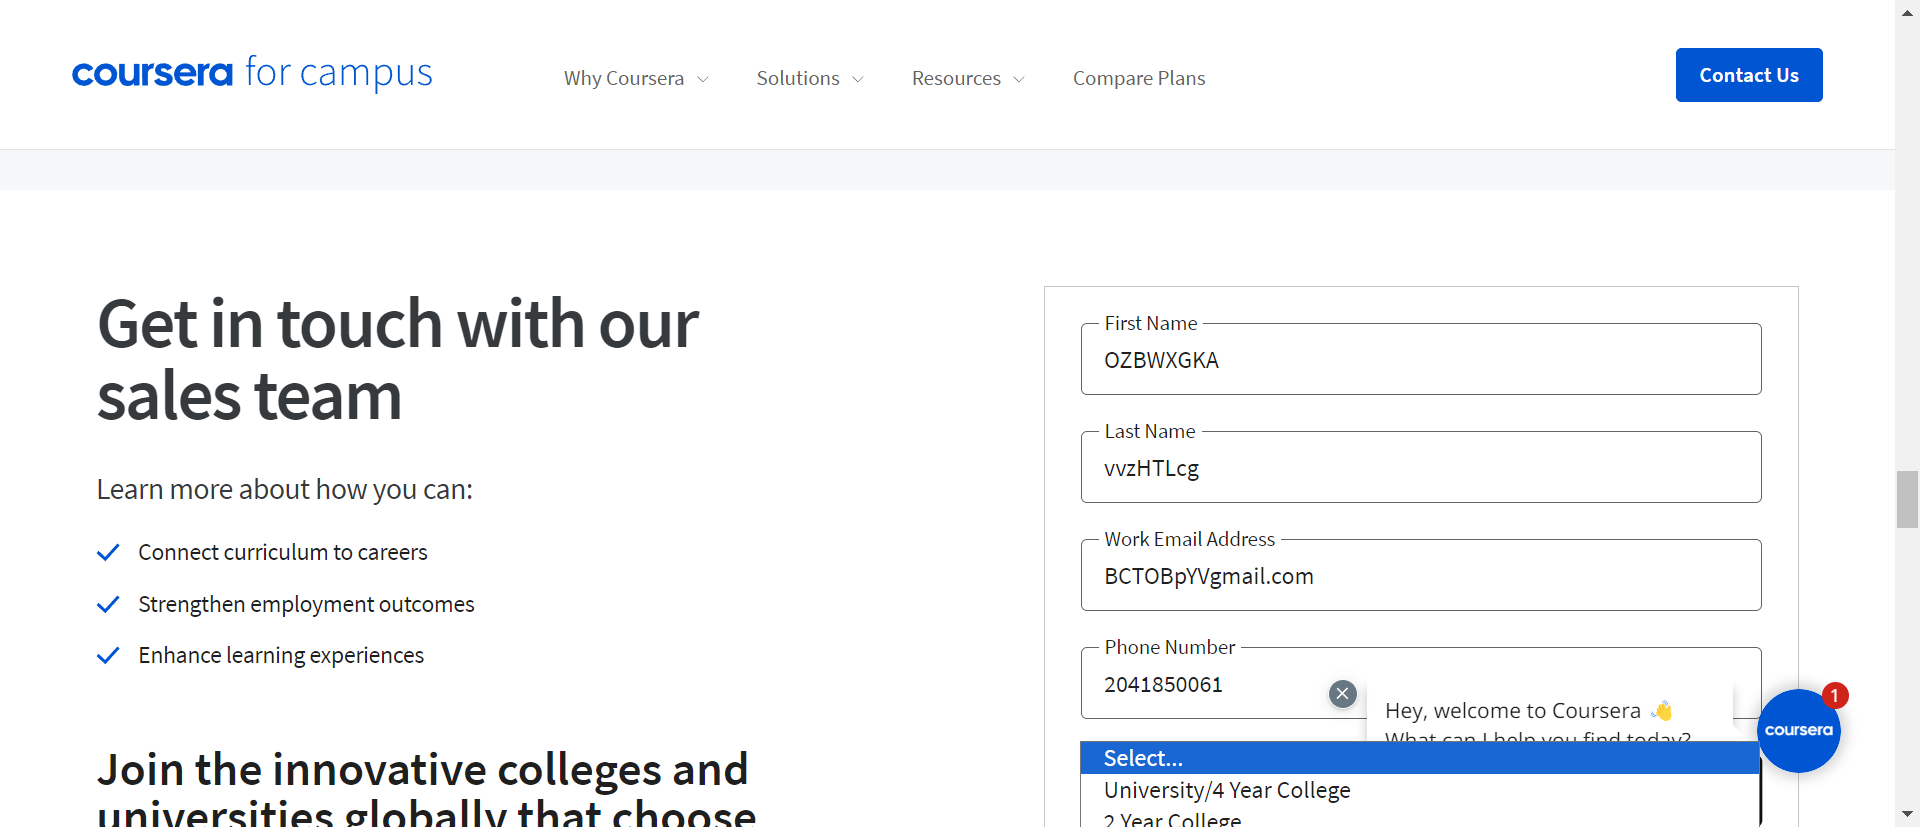 coursera for campus
Why Coursera
Solutions
Resources
Compare Plans
Contact Us
Get in touch with our
sales team
Learn more about how you can:
Connect curriculum to careers
Strengthen employment outcomes
Enhance learning experiences
Join the innovative colleges and
universities globally that choose
First Name
OZBWXGKA
Last Name
vvzHTLcg
Work Email Address
BCTOBpYVgmail.com
Phone Number
2041850061
Hey, welcome to Coursera 👋
What can I help you find today?
1
coursera
Select...
University/4 Year College
2 Year College